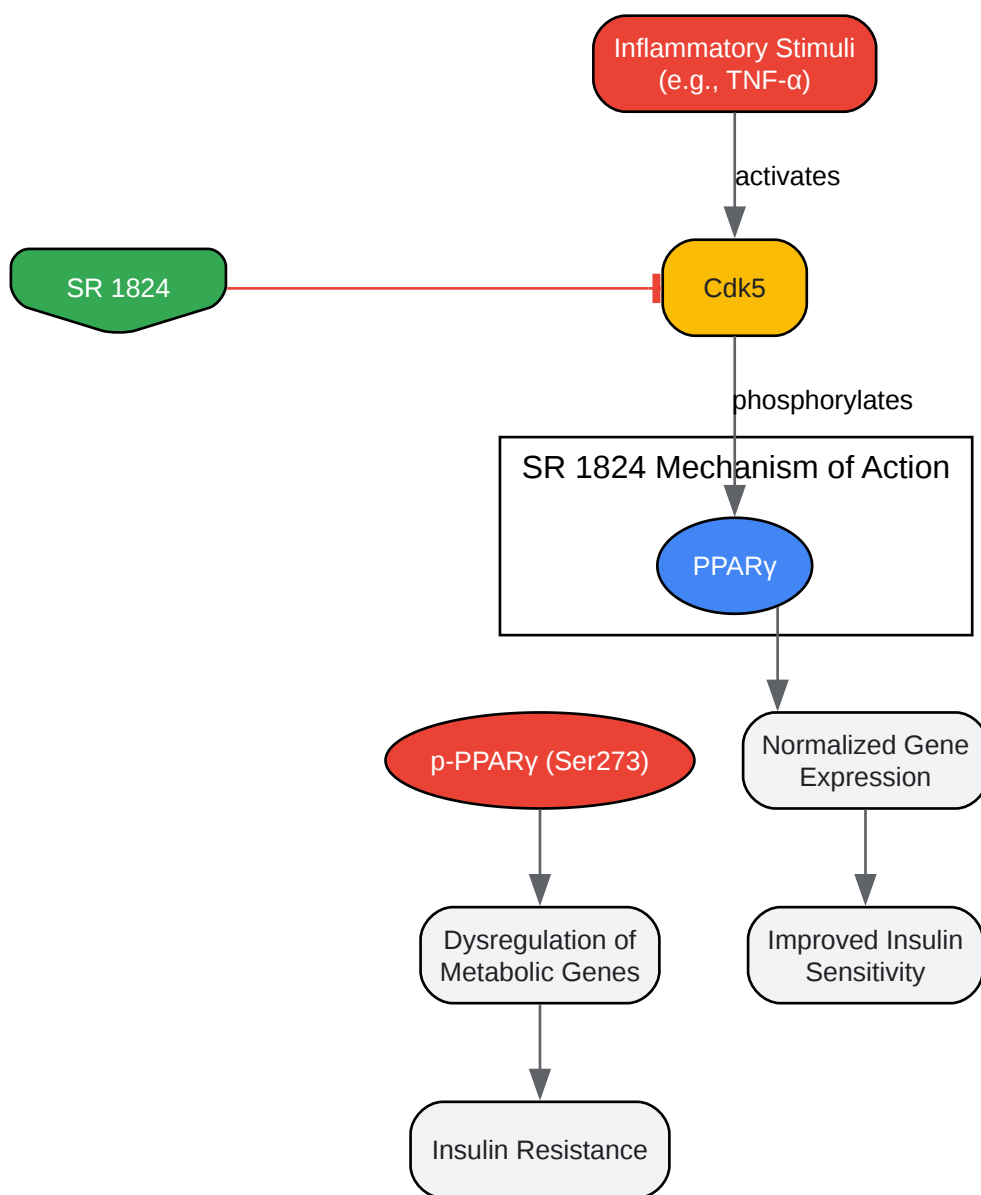 Inflammatory Stimuli
(e.g., TNF-α)
activates
SR 1824
Cdk5
phosphorylates
SR 1824 Mechanism of Action
PPARγ
p-PPARγ (Ser273)
Normalized Gene
Expression
Dysregulation of
Metabolic Genes
Improved Insulin
Sensitivity
Insulin Resistance